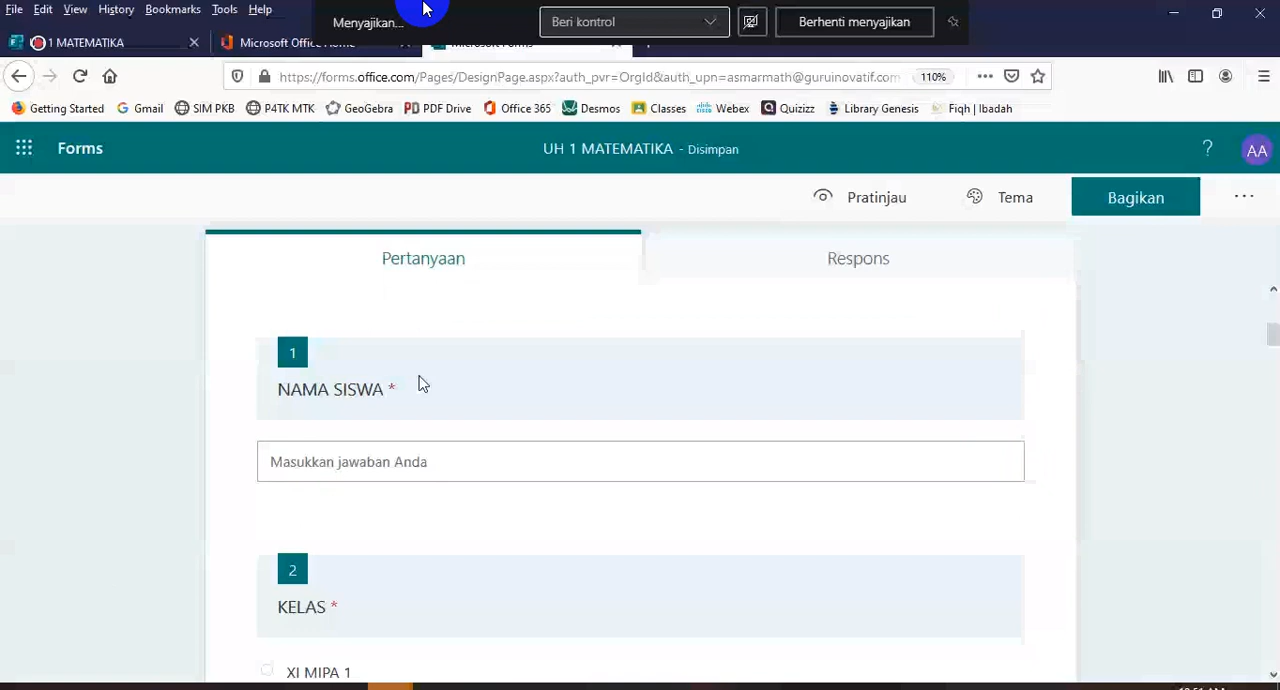 File Edit View History Bookmarks Tools Help
Menyajikan... Beri kontrol Berhenti menyajikan
1 MATEMATIKA Microsoft Office Home Microsoft Forms
https://forms.office.com/Pages/DesignPage.aspx?auth_pvr=OrgId&auth_upn=asmarmath@guruinovatif.com 110%
Getting Started Gmail SIM PKB P4TK MTK GeoGebra PDF Drive Office 365 Desmos Classes Webex Quizizz Library Genesis Fiqh | Ibadah
Forms UH 1 MATEMATIKA - Disimpan ? AA
Pratinjau Tema Bagikan ...
Pertanyaan Respons
1
NAMA SISWA *
Masukkan jawaban Anda
2
KELAS *
XI MIPA 1